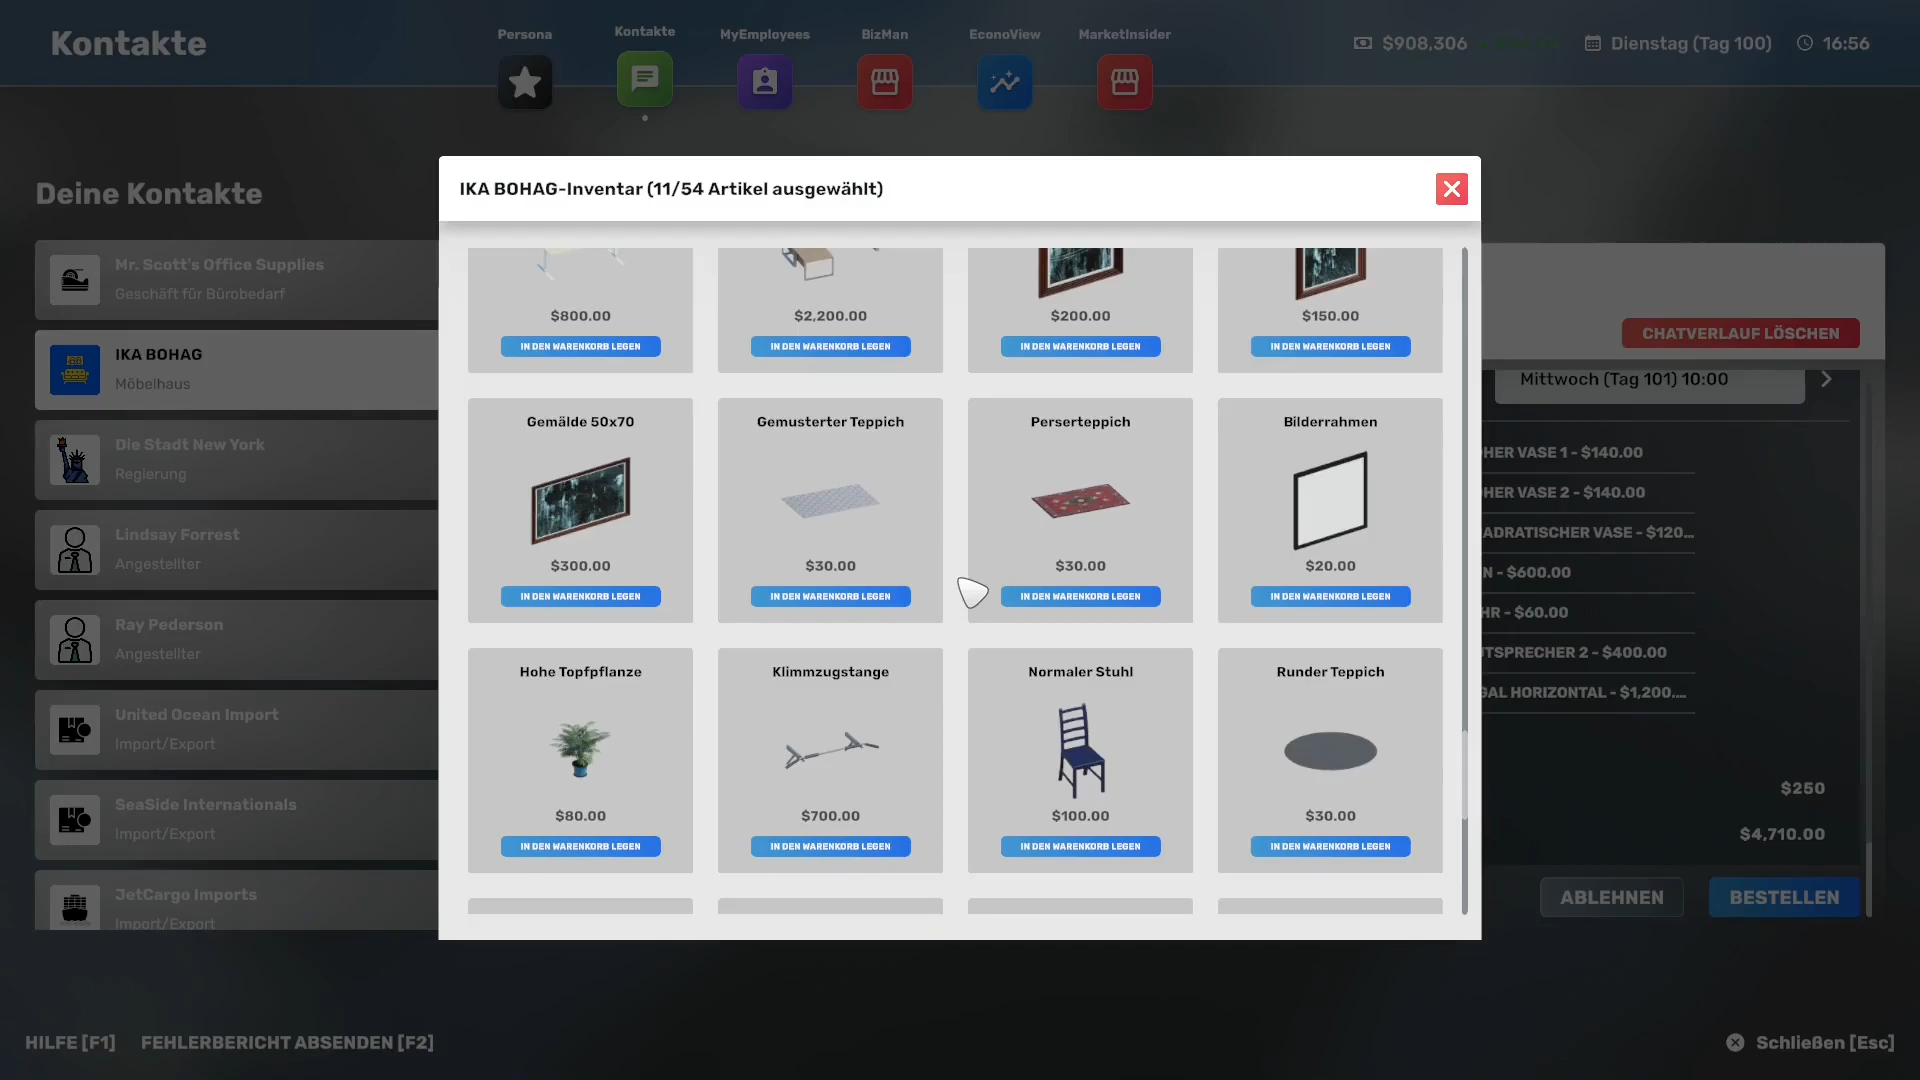 Kontakte
Persona
Kontakte
MyEmployees
BizMan
EconoView
MarketInsider
$908,306
Dienstag (Tag 100)
16:56
Deine Kontakte
Mr. Scott's Office Supplies
Geschäft für Bürobedarf
IKA BOHAG
Möbelhaus
Die Stadt New York
Regierung
Lindsay Forrest
Angestellter
Ray Pederson
Angestellter
United Ocean Import
Import/Export
SeaSide Internationals
Import/Export
JetCargo Imports
Import/Export
IKA BOHAG-Inventar (11/54 Artikel ausgewählt)
$800.00
$2,200.00
$200.00
$150.00
IN DEN WARENKORB LEGEN
IN DEN WARENKORB LEGEN
IN DEN WARENKORB LEGEN
IN DEN WARENKORB LEGEN
Gemälde 50x70
Gemusterter Teppich
Perserteppich
Bilderrahmen
$300.00
$30.00
$30.00
$20.00
IN DEN WARENKORB LEGEN
IN DEN WARENKORB LEGEN
IN DEN WARENKORB LEGEN
IN DEN WARENKORB LEGEN
Hohe Topfpflanze
Klimmzugstange
Normaler Stuhl
Runder Teppich
$80.00
$700.00
$100.00
$30.00
IN DEN WARENKORB LEGEN
IN DEN WARENKORB LEGEN
IN DEN WARENKORB LEGEN
IN DEN WARENKORB LEGEN
CHATVERLAUF LÖSCHEN
Mittwoch (Tag 101) 10:00
HER VASE 1 - $140.00
HER VASE 2 - $140.00
ADRATISCHER VASE - $120...
N - $600.00
HR - $60.00
TSPRECHER 2 - $400.00
GAL HORIZONTAL - $1,200....
$250
$4,710.00
ABLEHNEN
BESTELLEN
HILFE [F1]
FEHLERBERICHT ABSENDEN [F2]
Schließen [Esc]